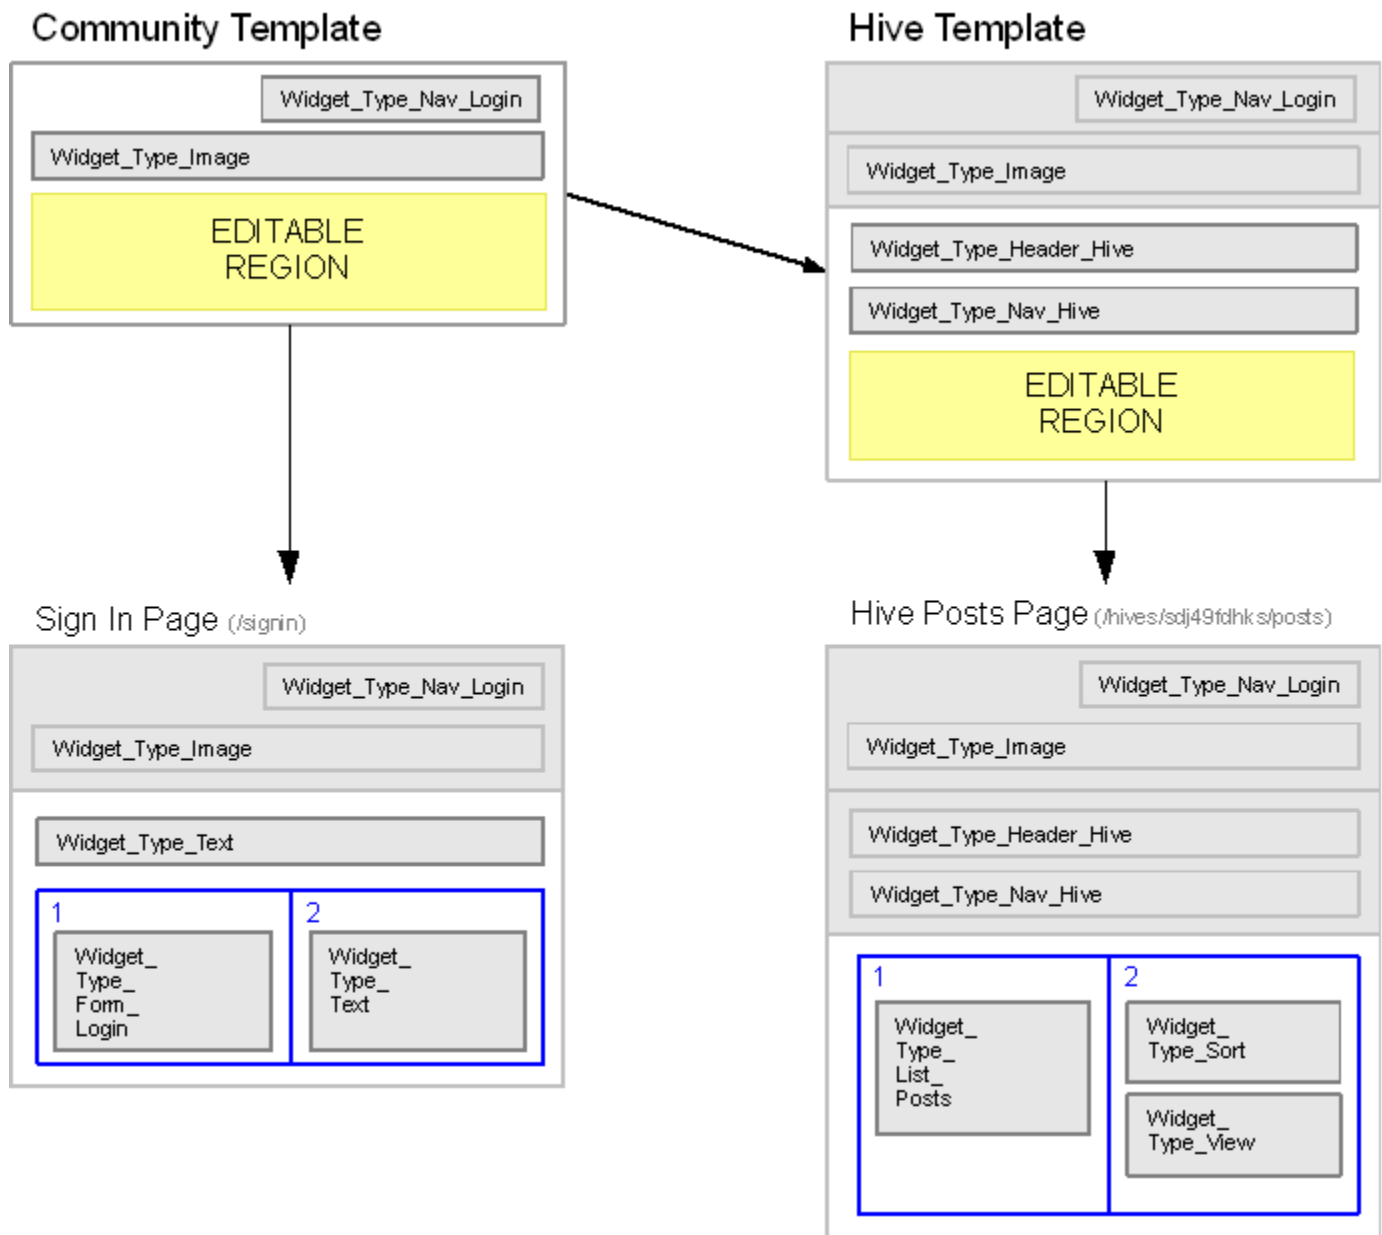 Community Template
Widget_Type_Nav_Login
Widget_Type_Image
EDITABLE
REGION
Hive Template
Widget_Type_Nav_Login
Widget_Type_Image
Widget_Type_Header_Hive
Widget_Type_Nav_Hive
EDITABLE
REGION
Sign In Page (/signin)
Widget_Type_Nav_Login
Widget_Type_Image
Widget_Type_Text
1
Widget_
Type_
Form_
Login
2
Widget_
Type_
Text
Hive Posts Page (/hives/sdj49fdhks/posts)
Widget_Type_Nav_Login
Widget_Type_Image
Widget_Type_Header_Hive
Widget_Type_Nav_Hive
1
Widget_
Type_
List_
Posts
2
Widget_
Type_Sort
Widget_
Type_View